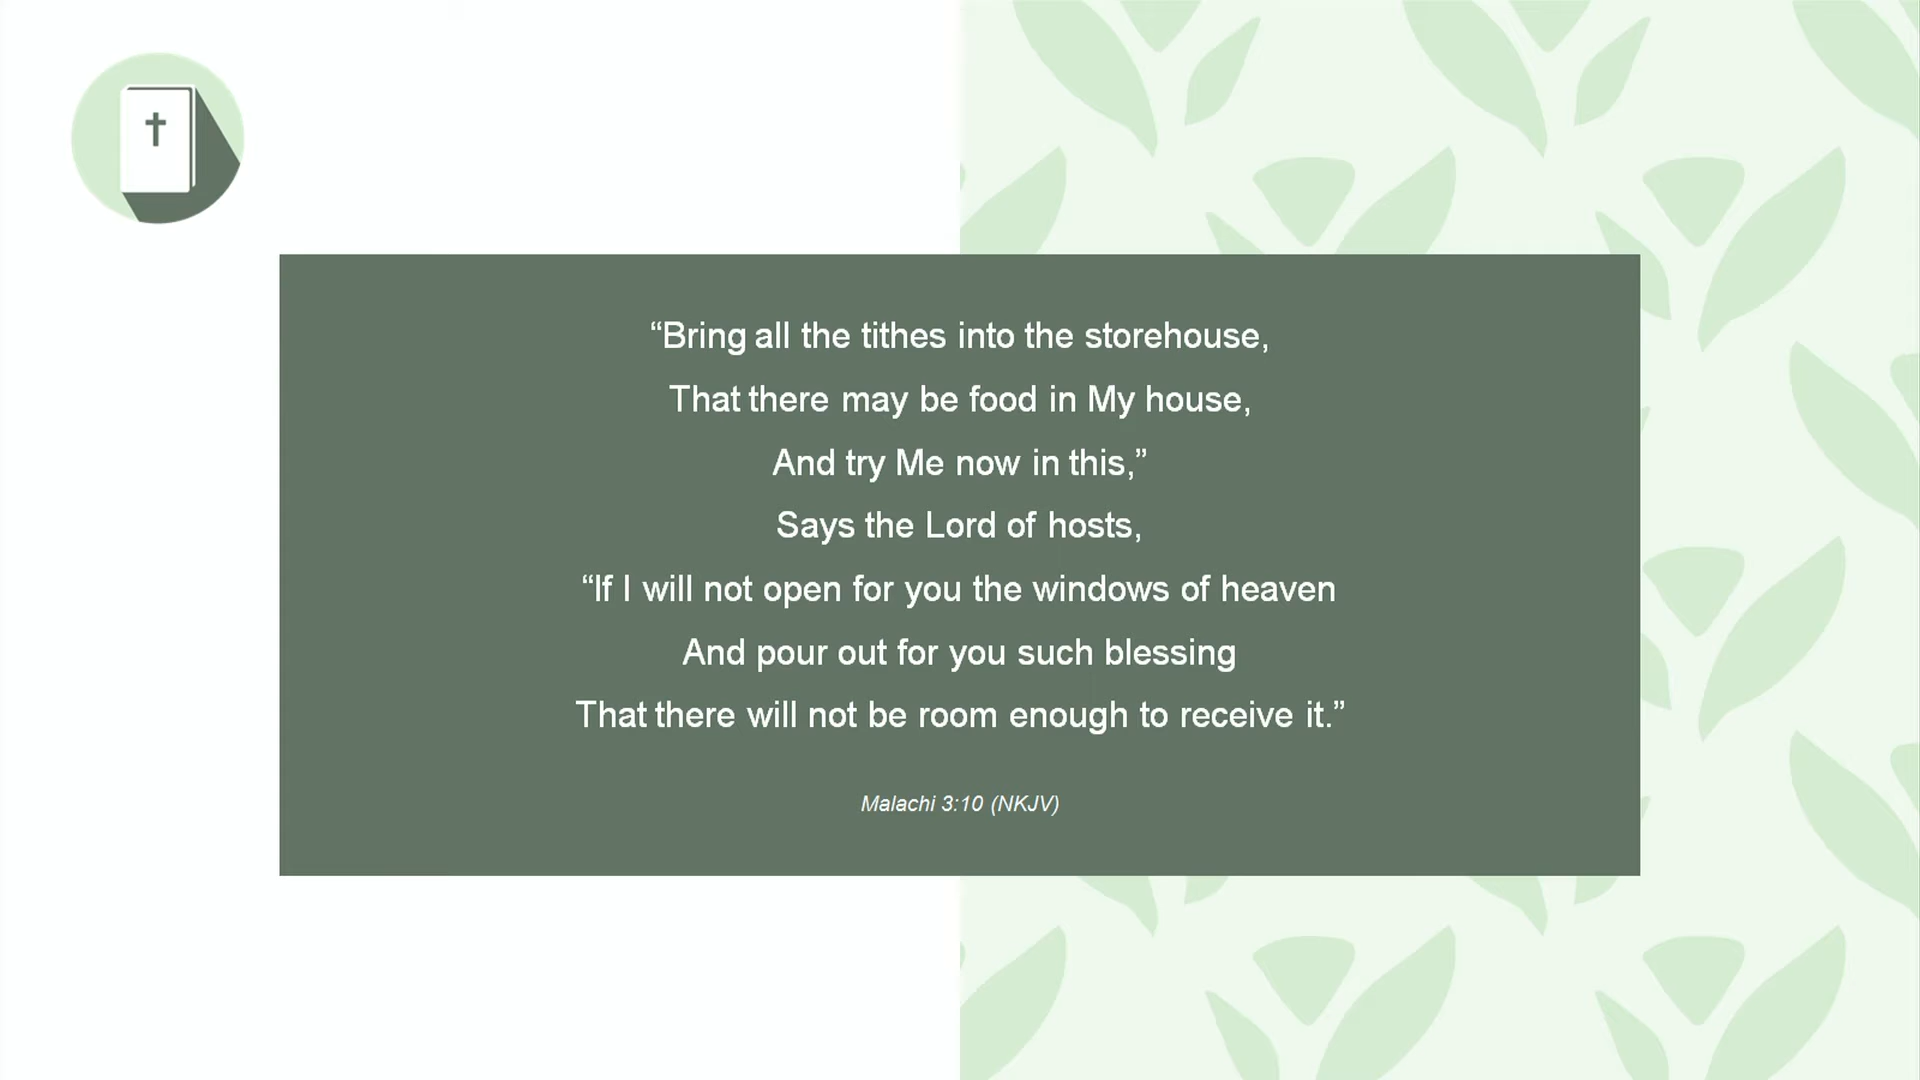 “Bring all the tithes into the storehouse,
That there may be food in My house,
And try Me now in this,”
Says the Lord of hosts,
“If I will not open for you the windows of heaven
And pour out for you such blessing
That there will not be room enough to receive it.”
Malachi 3:10 (NKJV)